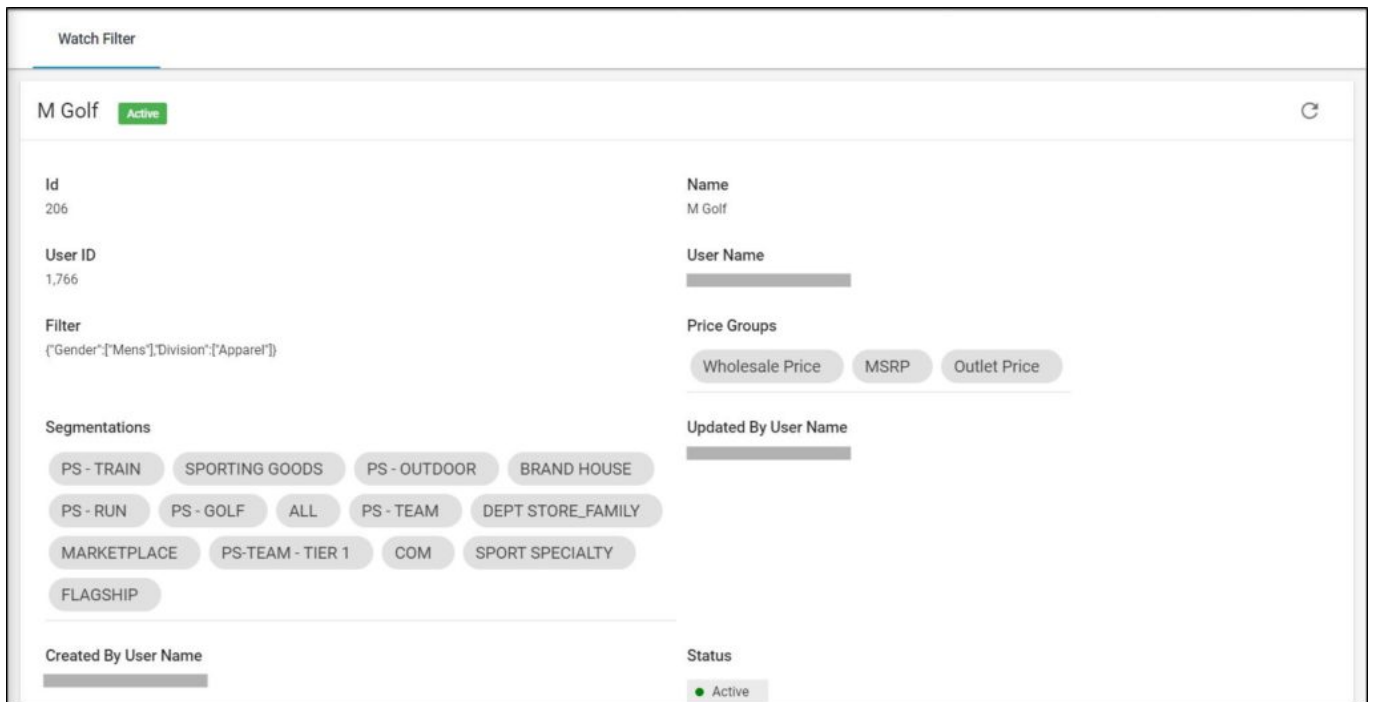 Watch Filter
M Golf Active
Id
206
Name
M Golf
User ID
1,766
User Name
Filter
{"Gender":["Mens"],"Division":["Apparel"]}
Price Groups
Wholesale Price MSRP Outlet Price
Segmentations
PS - TRAIN SPORTING GOODS PS - OUTDOOR BRAND HOUSE
PS - RUN PS - GOLF ALL PS - TEAM DEPT STORE_FAMILY
MARKETPLACE PS-TEAM - TIER 1 COM SPORT SPECIALTY
FLAGSHIP
Updated By User Name
Created By User Name
Status
Active